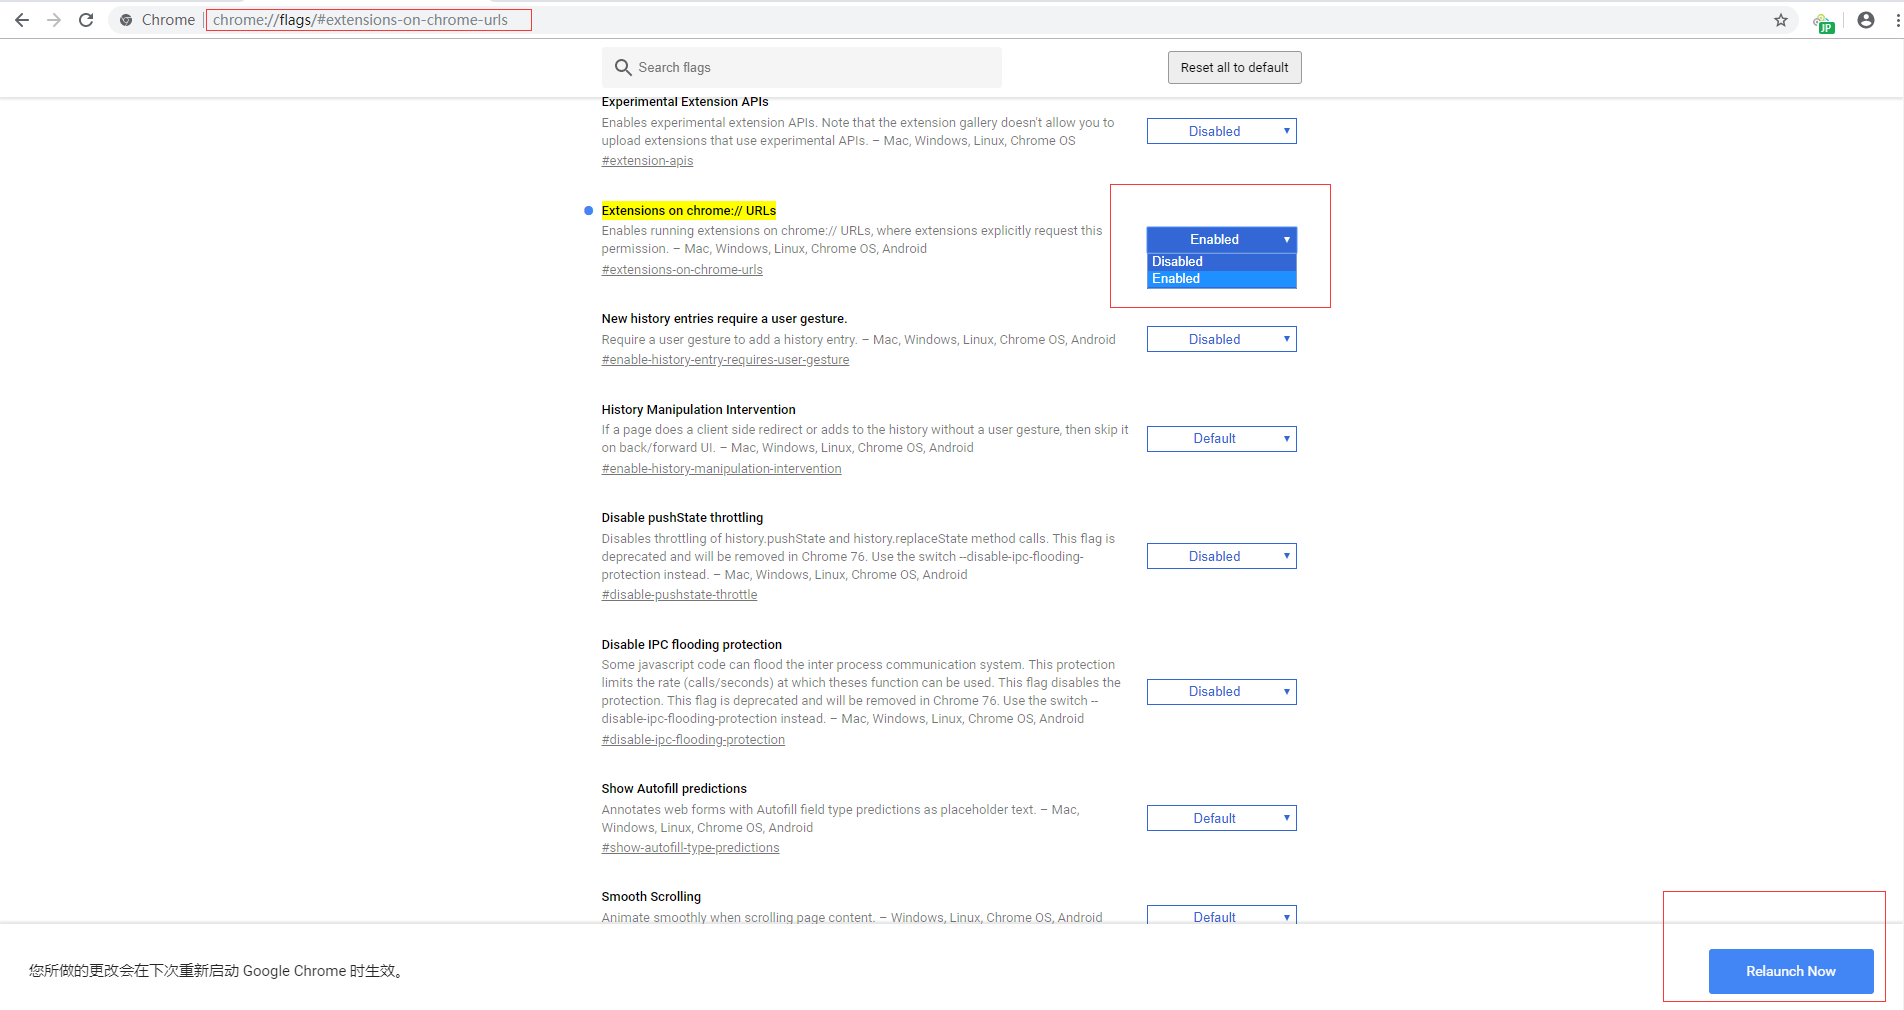 Chrome
chrome://flags/#extensions-on-chrome-urls
JP
Search flags
Reset all to default
Experimental Extension APIs
Enables experimental extension APIs. Note that the extension gallery doesn't allow you to
upload extensions that use experimental APIs. – Mac, Windows, Linux, Chrome OS
#extension-apis
Disabled
Extensions on chrome:// URLs
Enables running extensions on chrome:// URLs, where extensions explicitly request this
permission. – Mac, Windows, Linux, Chrome OS, Android
#extensions-on-chrome-urls
Enabled
Disabled
Enabled
New history entries require a user gesture.
Require a user gesture to add a history entry. – Mac, Windows, Linux, Chrome OS, Android
#enable-history-entry-requires-user-gesture
Disabled
History Manipulation Intervention
If a page does a client side redirect or adds to the history without a user gesture, then skip it
on back/forward UI. – Mac, Windows, Linux, Chrome OS, Android
#enable-history-manipulation-intervention
Default
Disable pushState throttling
Disables throttling of history.pushState and history.replaceState method calls. This flag is
deprecated and will be removed in Chrome 76. Use the switch --disable-ipc-flooding-
protection instead. – Mac, Windows, Linux, Chrome OS, Android
#disable-pushstate-throttle
Disabled
Disable IPC flooding protection
Some javascript code can flood the inter process communication system. This protection
limits the rate (calls/seconds) at which theses function can be used. This flag disables the
protection. This flag is deprecated and will be removed in Chrome 76. Use the switch --
disable-ipc-flooding-protection instead. – Mac, Windows, Linux, Chrome OS, Android
#disable-ipc-flooding-protection
Disabled
Show Autofill predictions
Annotates web forms with Autofill field type predictions as placeholder text. – Mac,
Windows, Linux, Chrome OS, Android
#show-autofill-type-predictions
Default
Smooth Scrolling
Animate smoothly when scrolling page content. – Windows, Linux, Chrome OS, Android
Default
您所做的更改会在下次重新启动 Google Chrome 时生效。
Relaunch Now